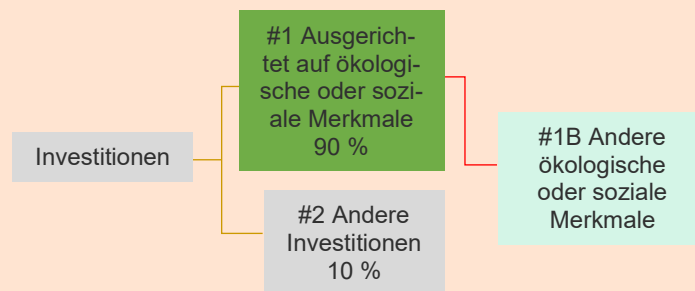 Investitionen
#1 Ausgerich-
tet auf ökologi-
sche oder sozi-
ale Merkmale
90 %
#2 Andere
Investitionen
10 %
#1B Andere
ökologische
oder soziale
Merkmale